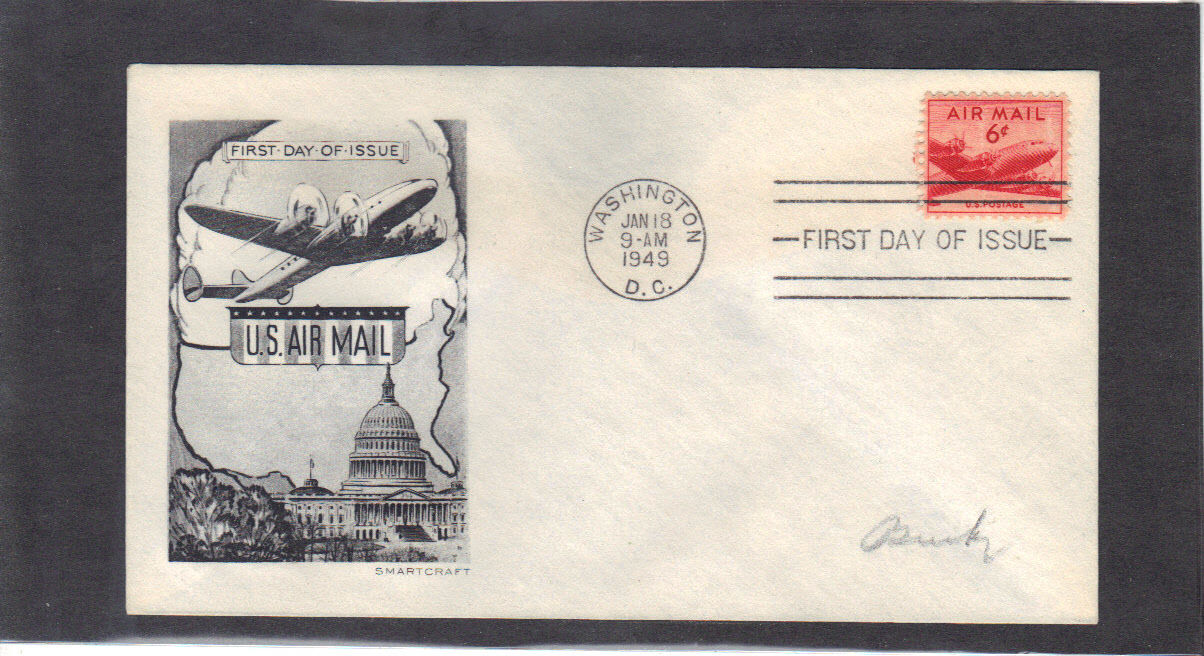 FIRST·DAY·OF·ISSUE
U.S. AIR MAIL
SMARTCRAFT
WASHINGTON
JAN 18
9-AM
1949
D.C.
AIR MAIL
6¢
U.S. POSTAGE
FIRST DAY OF ISSUE